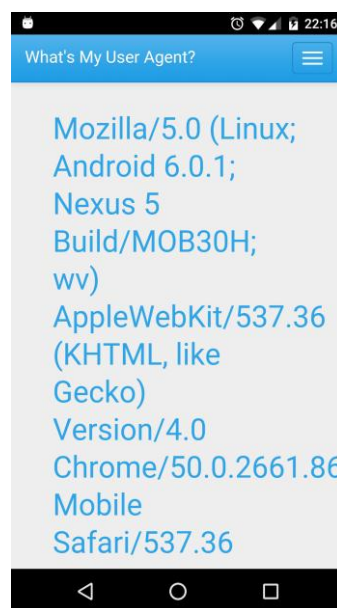 22:16
What's My User Agent?
Mozilla/5.0 (Linux;
Android 6.0.1;
Nexus 5
Build/MOB30H;
wv)
AppleWebKit/537.36
(KHTML, like
Gecko)
Version/4.0
Chrome/50.0.2661.86
Mobile
Safari/537.36